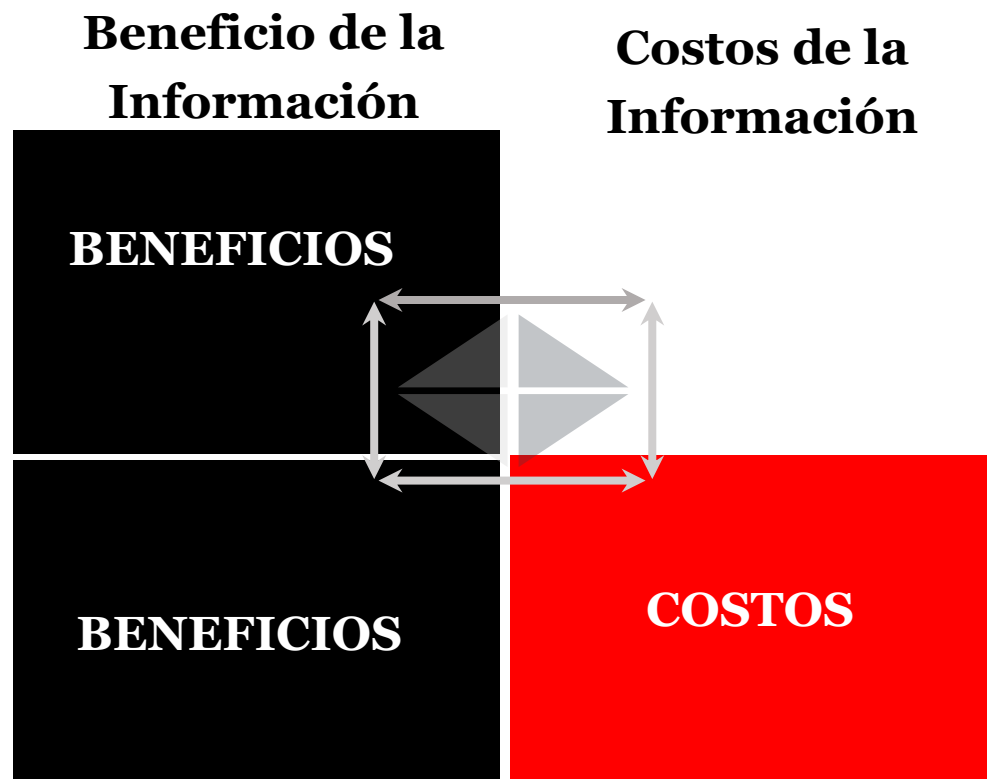 Beneficio de la
Información
Costos de la
Información
BENEFICIOS
BENEFICIOS
COSTOS